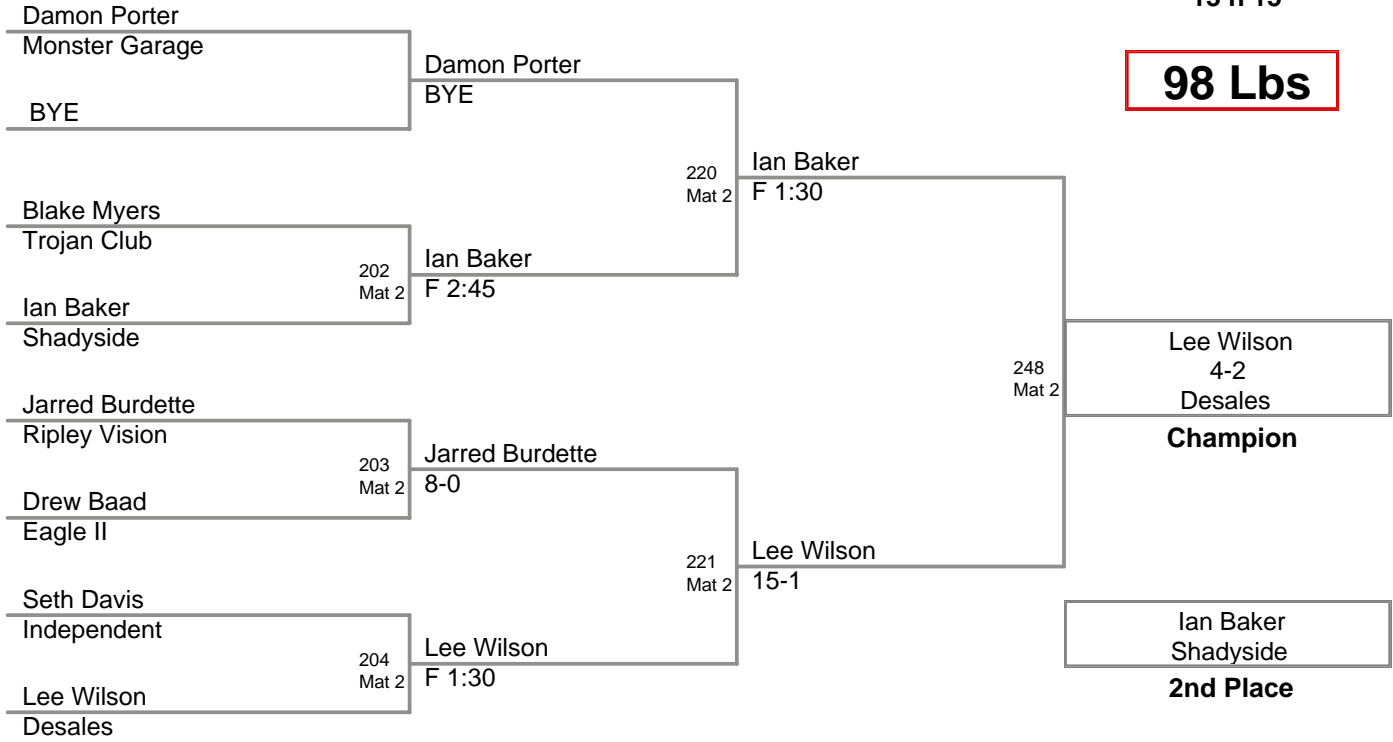 Damon Porter
Monster Garage
BYE
Blake Myers
Trojan Club
202
Mat 2
Ian Baker
Shadyside
Jarred Burdette
Ripley Vision
203
Mat 2
Drew Baad
Eagle II
Seth Davis
Independent
204
Mat 2
Lee Wilson
Desales
Damon Porter
BYE
220
Mat 2
Ian Baker
F 2:45
Jarred Burdette
8-0
221
Mat 2
Lee Wilson
F 1:30
Ian Baker
F 1:30
248
Mat 2
Lee Wilson
15-1
98 Lbs
Lee Wilson
4-2
Desales
Champion
Ian Baker
Shadyside
2nd Place